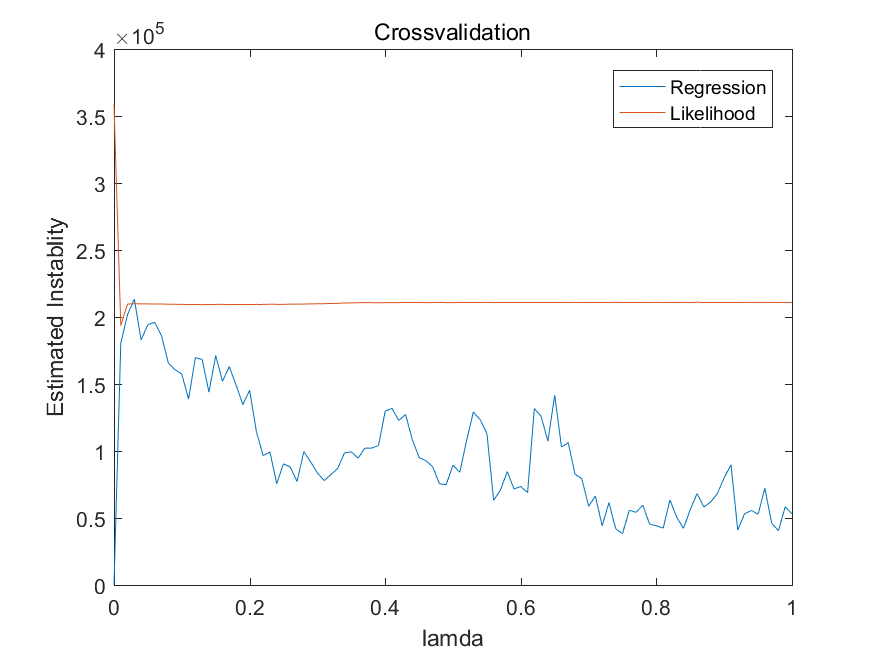 Crossvalidation
×10^5
4
3.5
3
2.5
2
1.5
1
0.5
0
Estimated Instablity
Regression
Likelihood
0 0.2 0.4 0.6 0.8 1
lamda